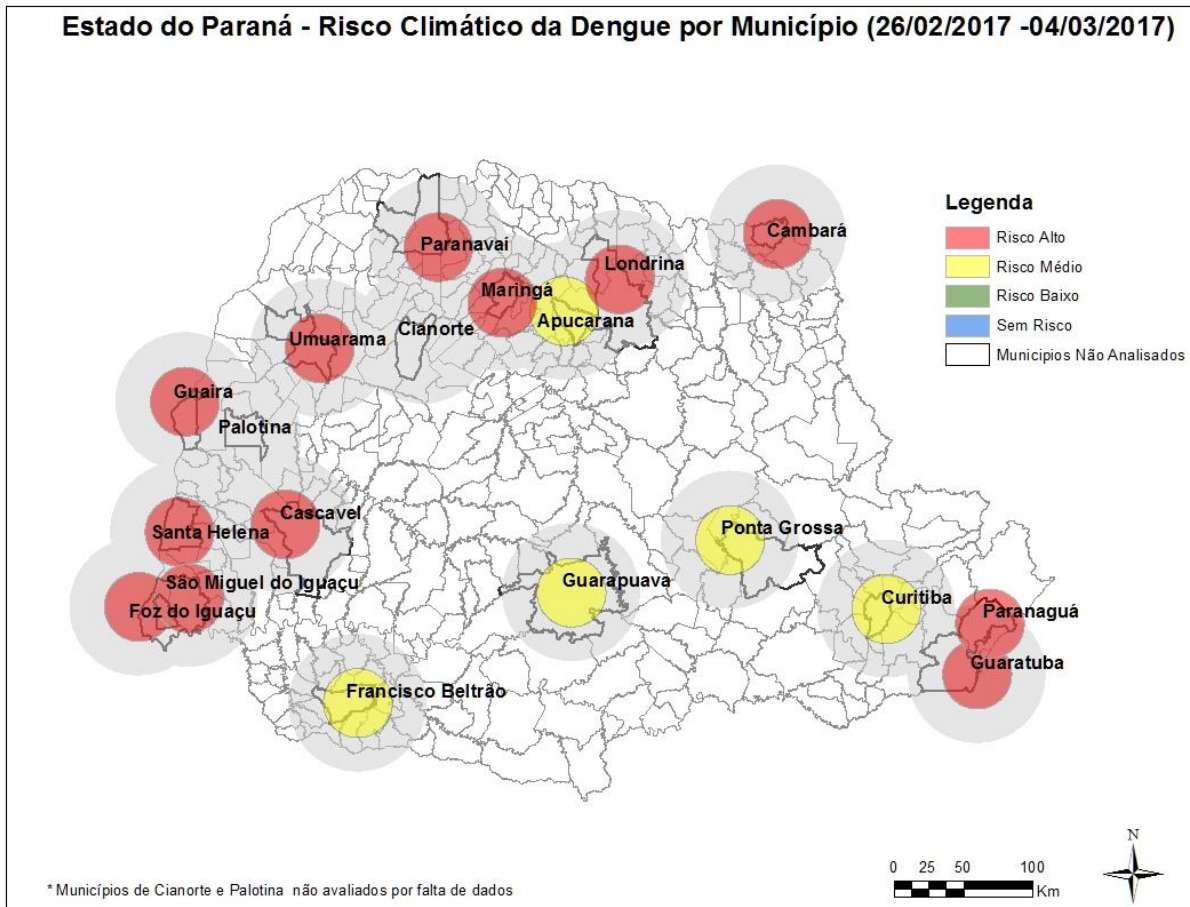 Estado do Paraná - Risco Climático da Dengue por Município (26/02/2017 -04/03/2017)
Legenda
Risco Alto
Risco Médio
Risco Baixo
Sem Risco
Municipios Não Analisados
Cambará
Paranavaí
Londrina
Maringá
Apucarana
Cianorte
Umuarama
Guaira
Palotina
Cascavel
Santa Helena
São Miguel do Iguaçu
Foz do Iguaçu
Ponta Grossa
Guarapuava
Curitiba
Paranaguá
Guaratuba
Francisco Beltrão
N
0 25 50 100
Km
* Municípios de Cianorte e Palotina não avaliados por falta de dados